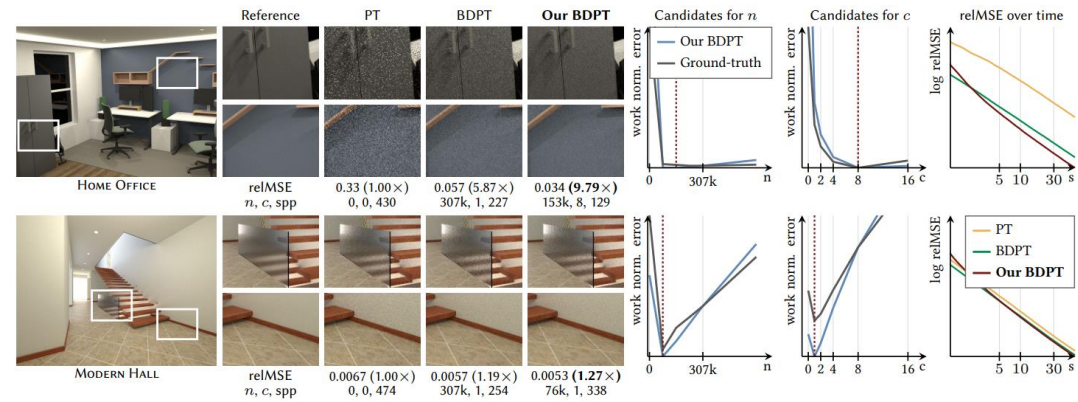 Reference PT BDPT Our BDPT Candidates for n Candidates for c relMSE over time
work norm. error
Our BDPT
Ground-truth
0 307k n
work norm. error
0 2 4 8 16 c
log relMSE
5 10 30 s
HOME OFFICE
relMSE 0.33 (1.00×) 0.057 (5.87×) 0.034 (9.79×)
n, c, spp 0, 0, 430 307k, 1, 227 153k, 8, 129
work norm. error
0 307k n
work norm. error
0 2 4 8 16 c
log relMSE
PT
BDPT
Our BDPT
5 10 30 s
MODERN HALL
relMSE 0.0067 (1.00×) 0.0057 (1.19×) 0.0053 (1.27×)
n, c, spp 0, 0, 474 307k, 1, 254 76k, 1, 338